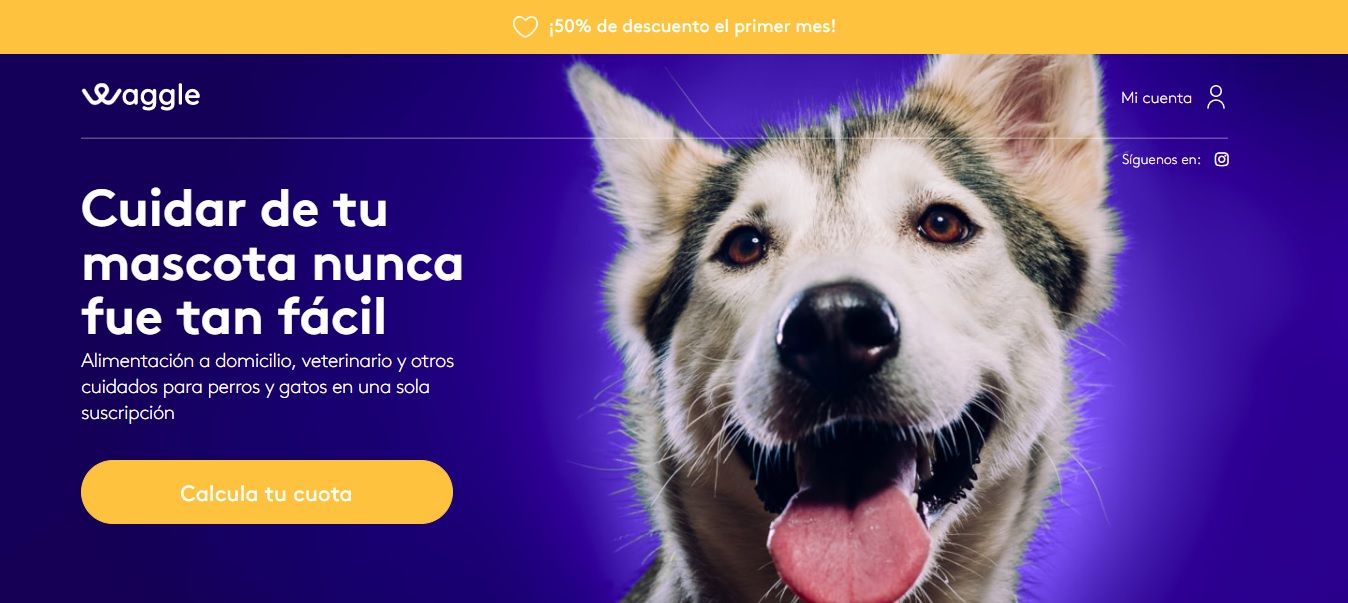 ¡50% de descuento el primer mes!
Waggle
Mi cuenta
Síguenos en:
Cuidar de tu
mascota nunca
fue tan fácil
Alimentación a domicilio, veterinario y otros
cuidados para perros y gatos en una sola
suscripción
Calcula tu cuota